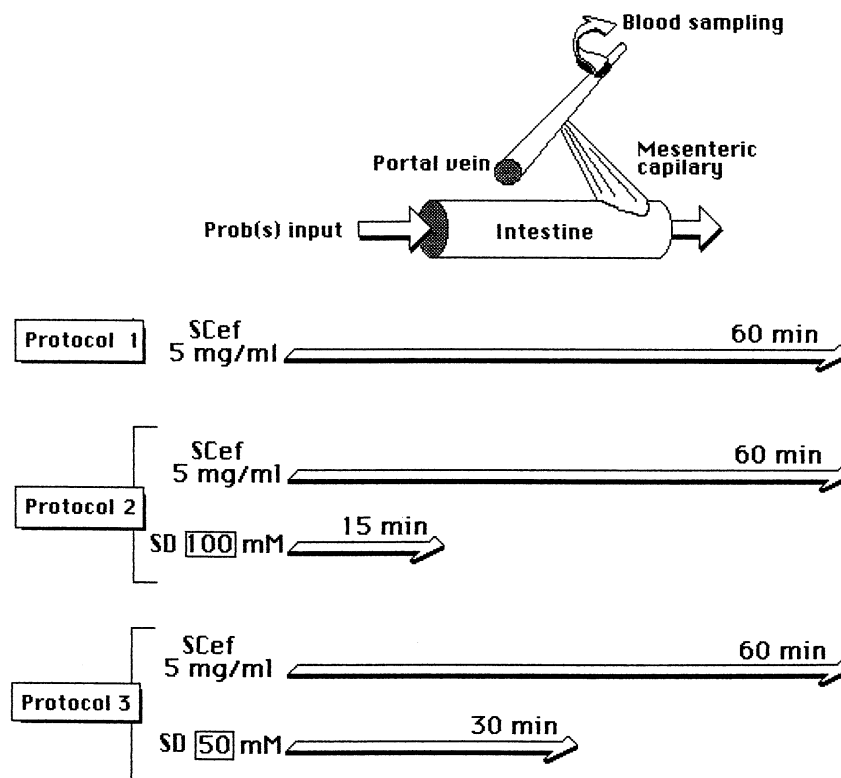 Blood sampling
Portal vein
Mesenteric
capilary
Prob(s) input
Intestine
Protocol 1
SCef
5 mg/ml
60 min
Protocol 2
SCef
5 mg/ml
60 min
SD 100 mM
15 min
Protocol 3
SCef
5 mg/ml
60 min
SD 50 mM
30 min